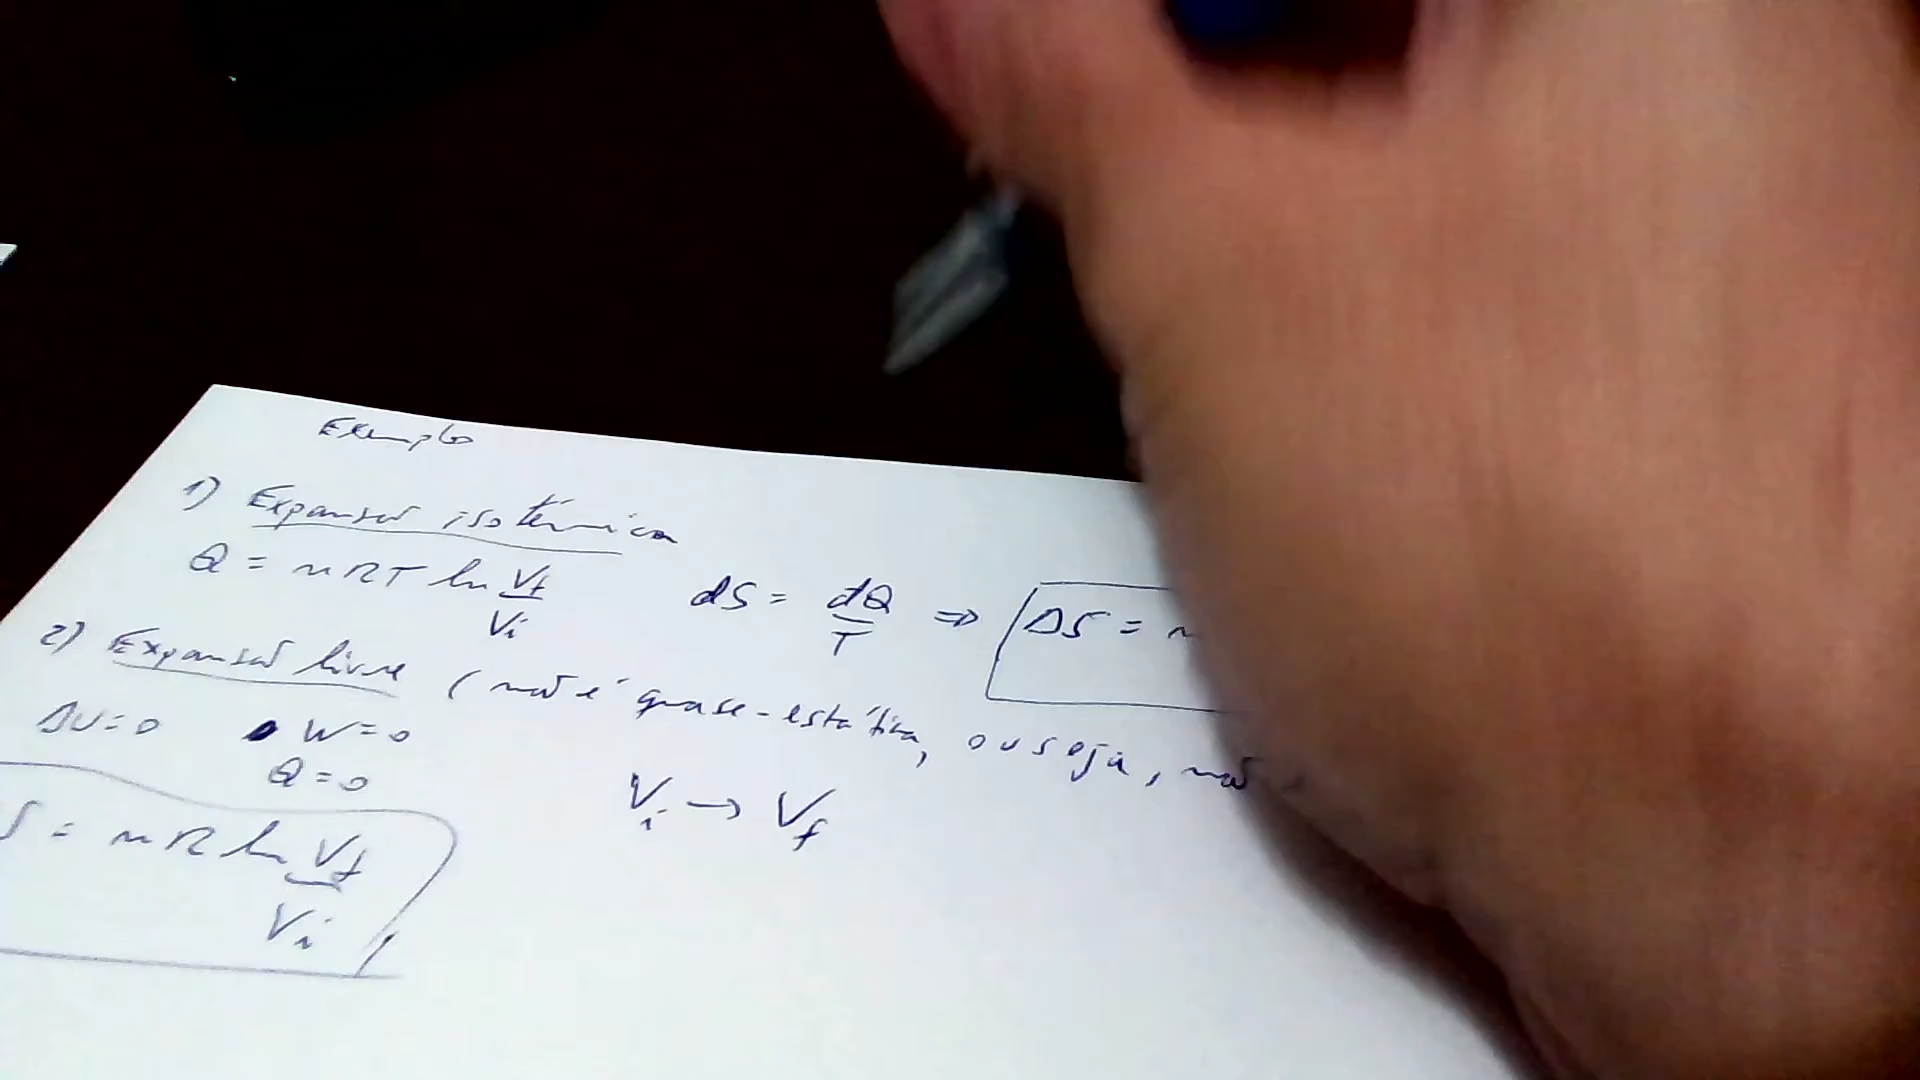 Exemplos
1) Expansão isotérmica
Q = nRT ln Vf/Vi dS = dQ/T ⇒ ΔS = n
2) Expansão livre (não é quase-estática, ou seja, não
ΔU=0 W=0
Q=0 Vi → Vf
S = nR ln Vf/Vi